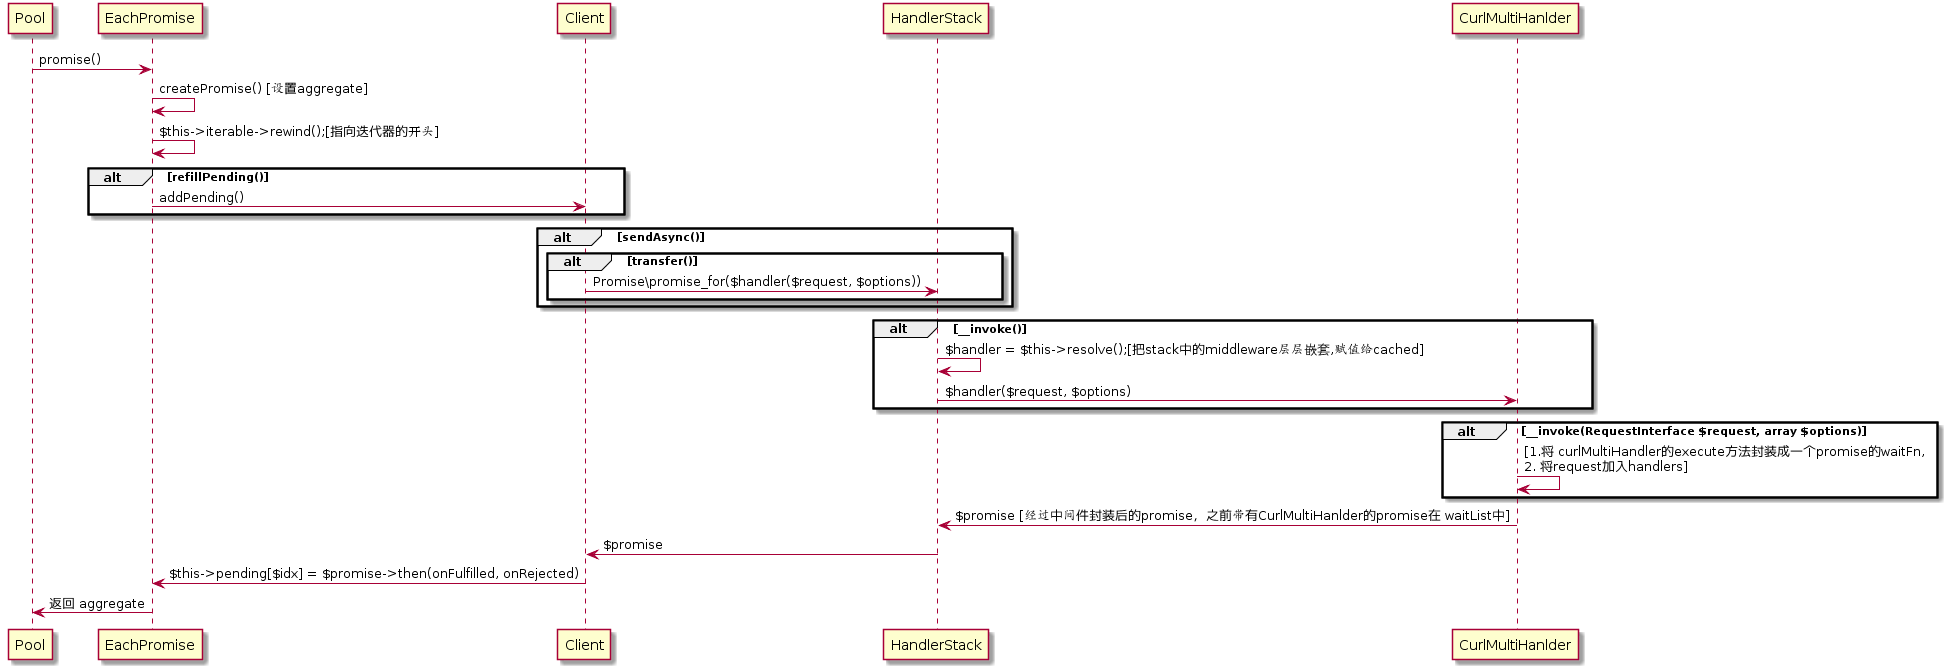 Pool
EachPromise
Client
HandlerStack
CurlMultiHanlder
promise()
createPromise() [设置aggregate]
$this->iterable->rewind();[指向迭代器的开头]
alt [refillPending()]
addPending()
alt [sendAsync()]
alt [transfer()]
Promise\promise_for($handler($request, $options))
alt [__invoke()]
$handler = $this->resolve();[把stack中的middleware层层嵌套,赋值给cached]
$handler($request, $options)
alt [__invoke(RequestInterface $request, array $options)]
[1.将 curlMultiHandler的execute方法封装成一个promise的waitFn,
2. 将request加入handlers]
$promise [经过中间件封装后的promise，之前带有CurlMultiHanlder的promise在 waitList中]
$promise
$this->pending[$idx] = $promise->then(onFulfilled, onRejected)
返回 aggregate
Pool
EachPromise
Client
HandlerStack
CurlMultiHanlder